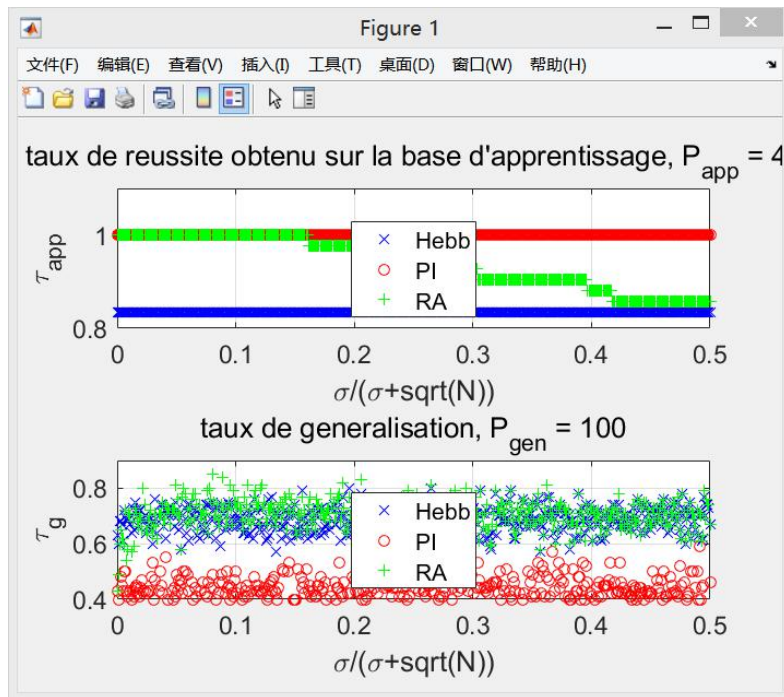 Figure 1
文件(F) 编辑(E) 查看(V) 插入(I) 工具(T) 桌面(D) 窗口(W) 帮助(H)
taux de reussite obtenu sur la base d'apprentissage, P_app = 4
τ_app
1
0.8
Hebb
PI
RA
0 0.1 0.2 0.3 0.4 0.5
σ/(σ+sqrt(N))
taux de generalisation, P_gen = 100
τ_g
0.8
0.6
0.4
Hebb
PI
RA
0 0.1 0.2 0.3 0.4 0.5
σ/(σ+sqrt(N))